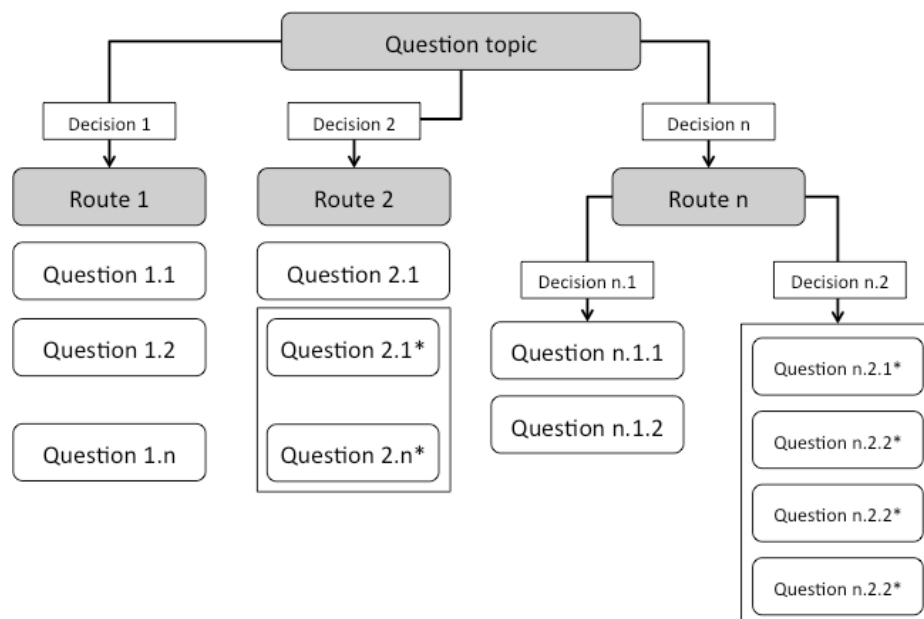 Question topic
Decision 1
Decision 2
Decision n
Route 1
Route 2
Route n
Question 1.1
Question 2.1
Decision n.1
Decision n.2
Question 1.2
Question 2.1*
Question n.1.1
Question n.2.1*
Question n.1.2
Question n.2.2*
Question 1.n
Question 2.n*
Question n.2.2*
Question n.2.2*